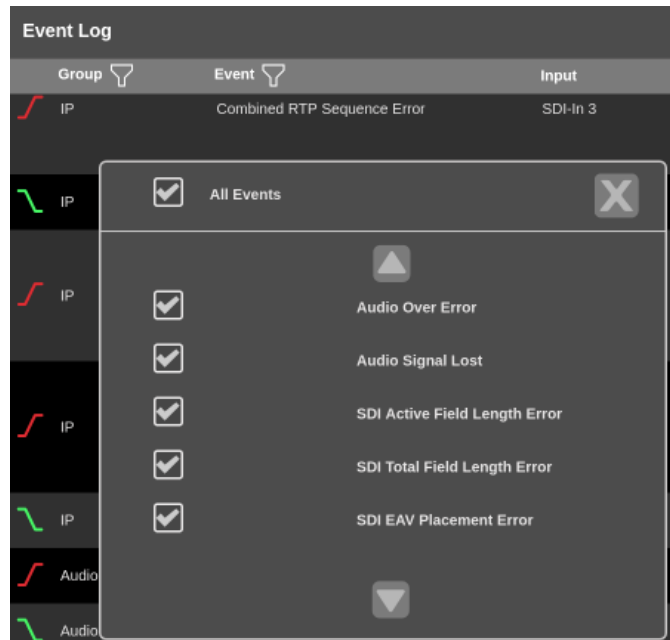 Event Log
Group Event Input
IP Combined RTP Sequence Error SDI-In 3
IP
All Events
X
IP
Audio Over Error
Audio Signal Lost
SDI Active Field Length Error
IP
SDI Total Field Length Error
IP
SDI EAV Placement Error
Audio
Audio